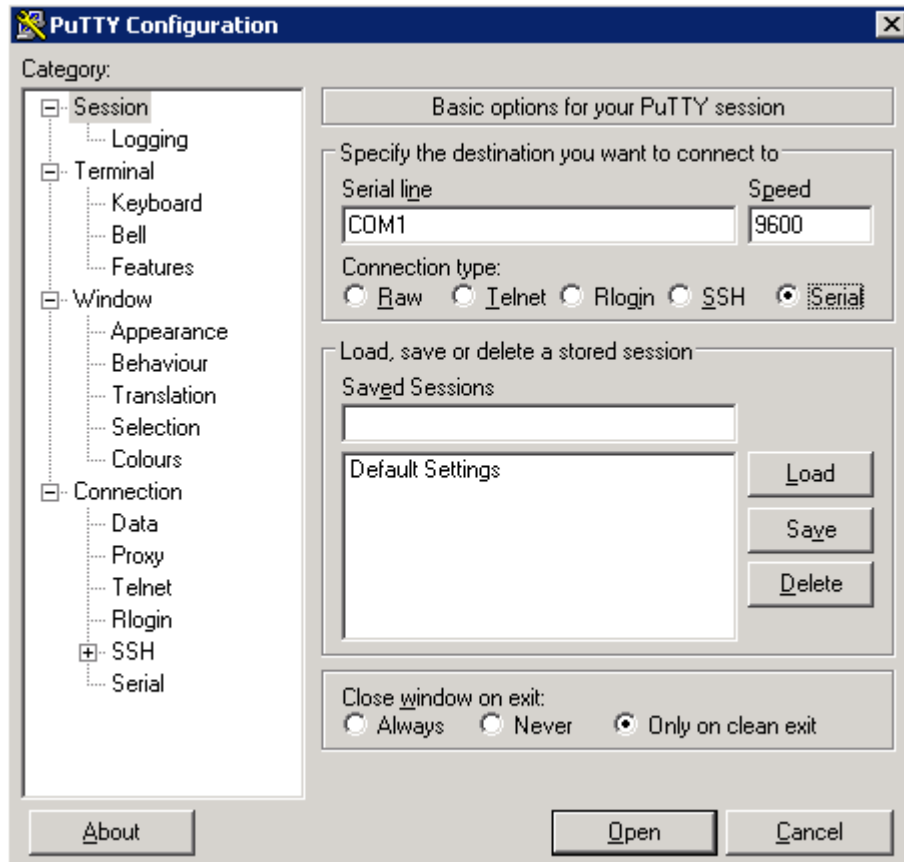 PuTTY Configuration
Category:
Session
Logging
Terminal
Keyboard
Bell
Features
Window
Appearance
Behaviour
Translation
Selection
Colours
Connection
Data
Proxy
Telnet
Rlogin
SSH
Serial
Basic options for your PuTTY session
Specify the destination you want to connect to
Serial line Speed
COM1 9600
Connection type:
Raw Telnet Rlogin SSH Serial
Load, save or delete a stored session
Saved Sessions
Default Settings
Load
Save
Delete
Close window on exit:
Always Never Only on clean exit
About Open Cancel